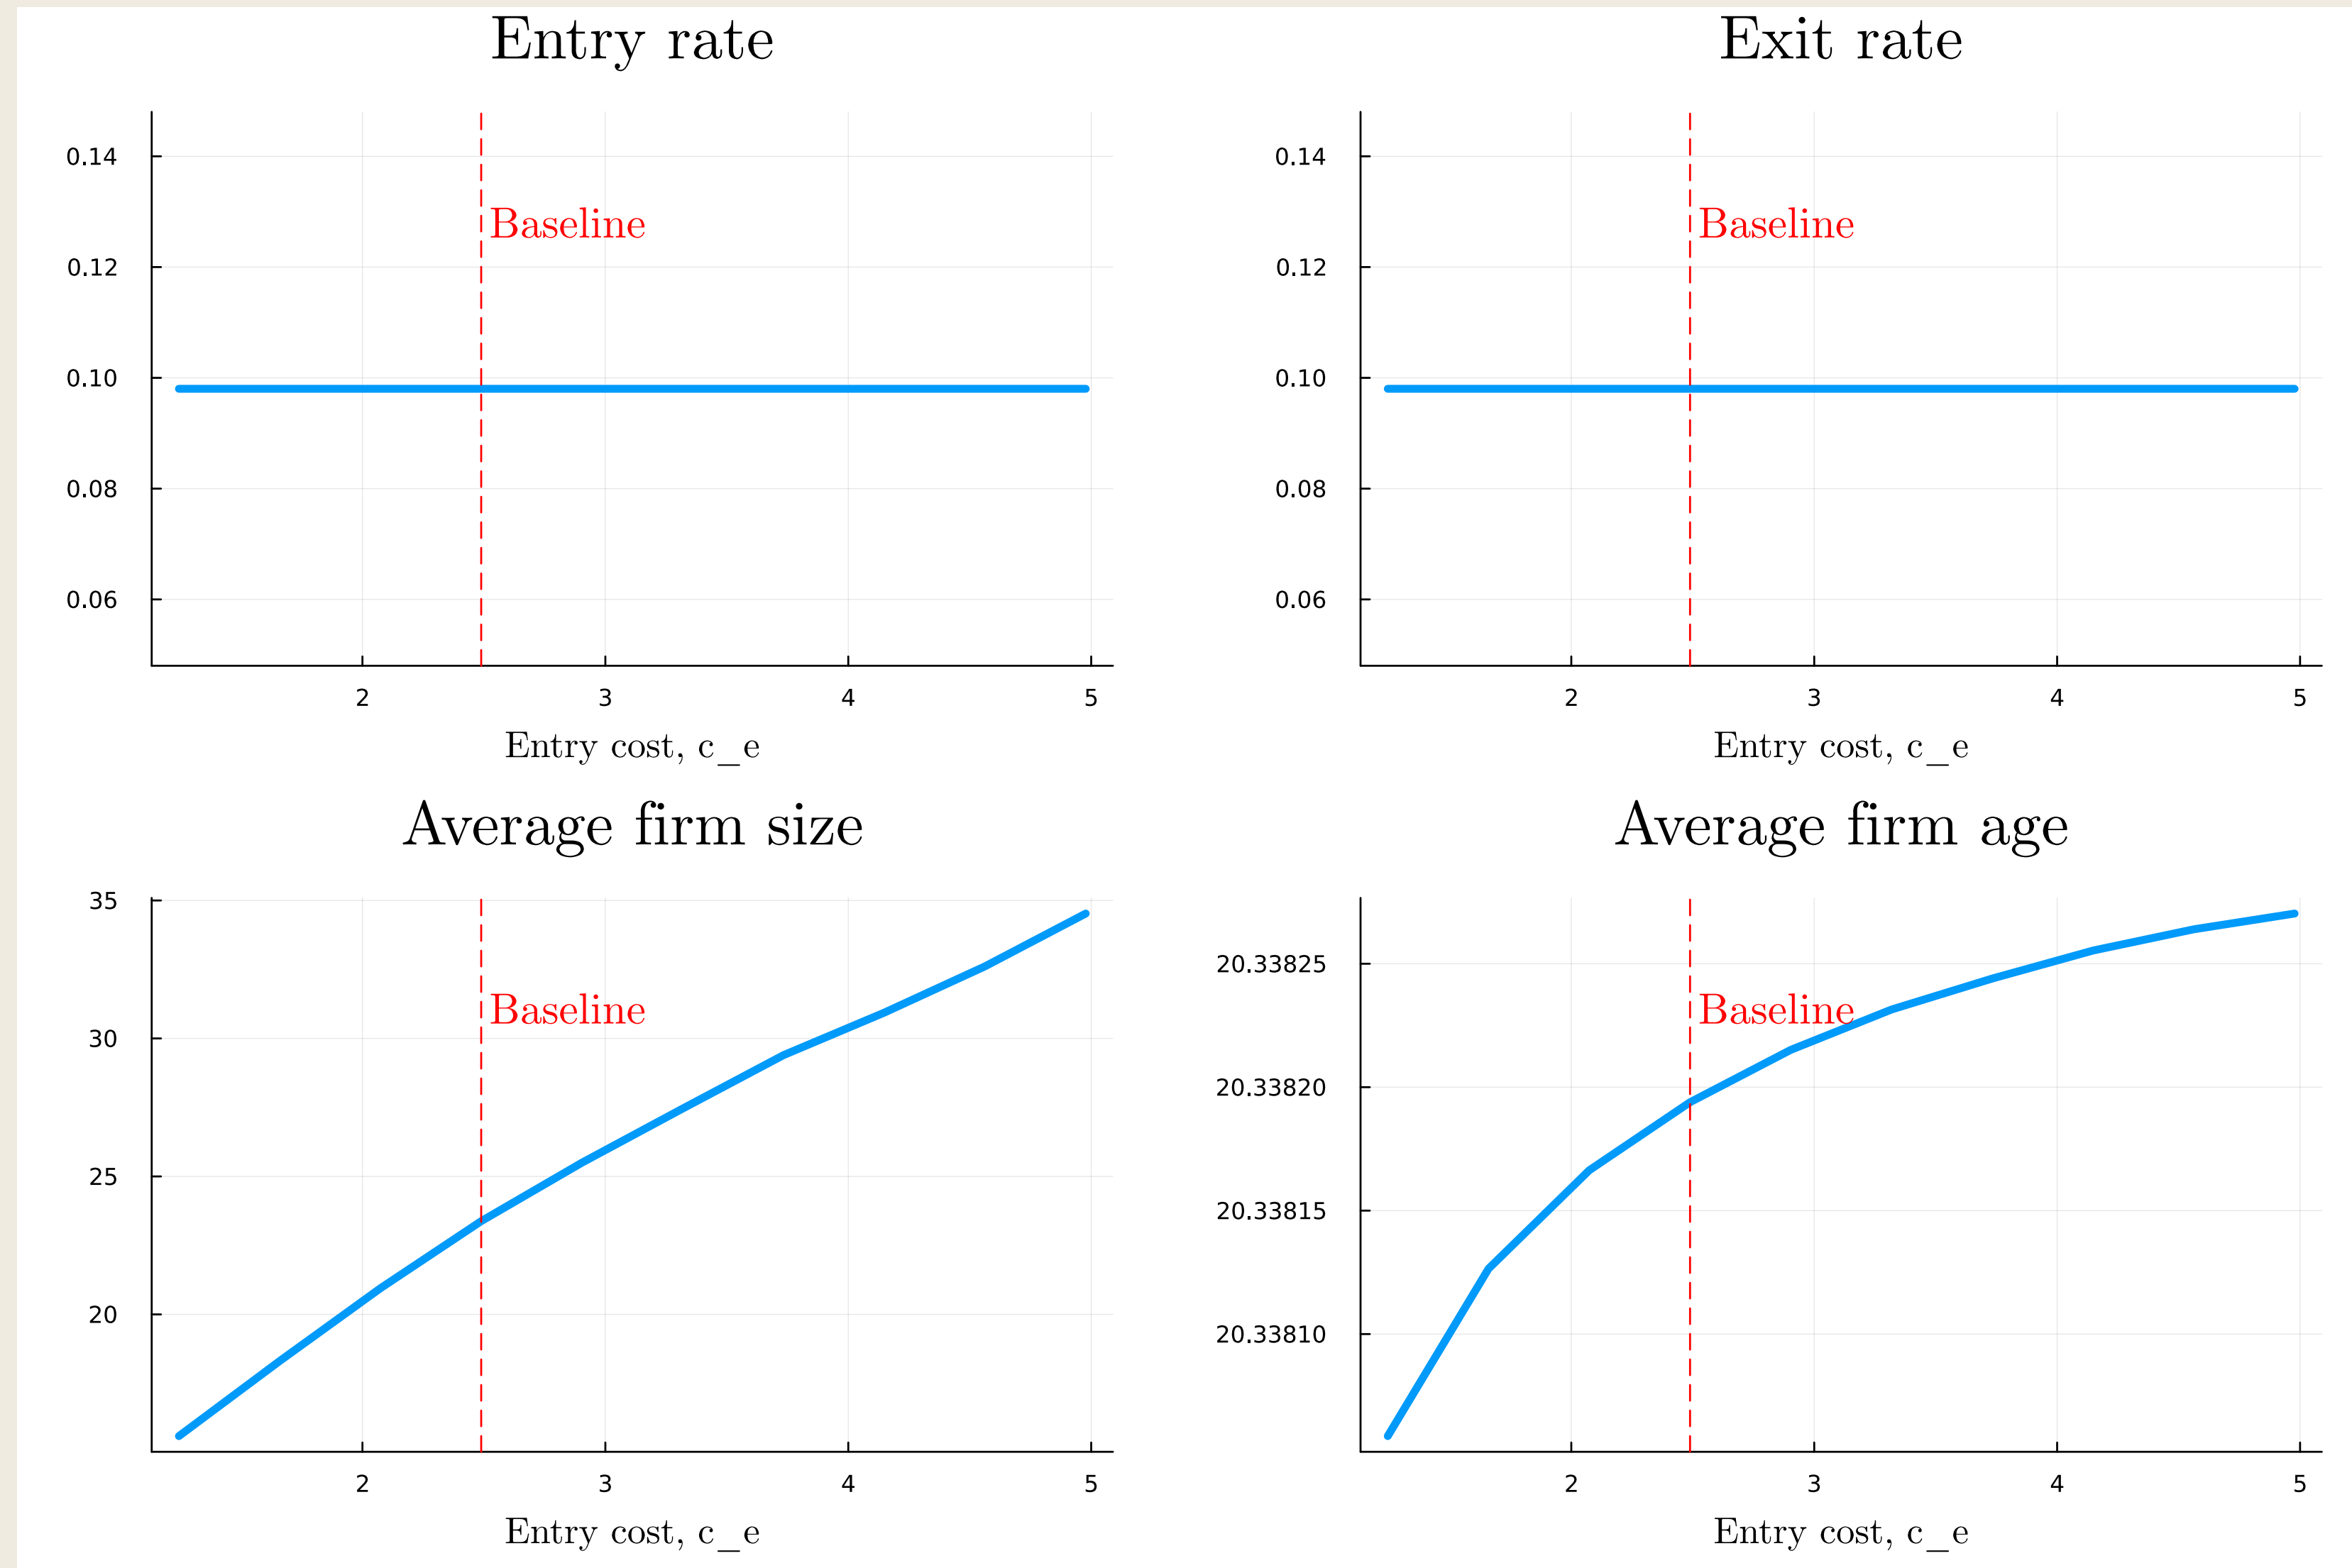 Entry rate
0.14
0.12
0.10
0.08
0.06
Baseline
2 3 4 5
Entry cost, c_e
Exit rate
0.14
0.12
0.10
0.08
0.06
Baseline
2 3 4 5
Entry cost, c_e
Average firm size
35
30
25
20
Baseline
2 3 4 5
Entry cost, c_e
Average firm age
20.33825
20.33820
20.33815
20.33810
Baseline
2 3 4 5
Entry cost, c_e